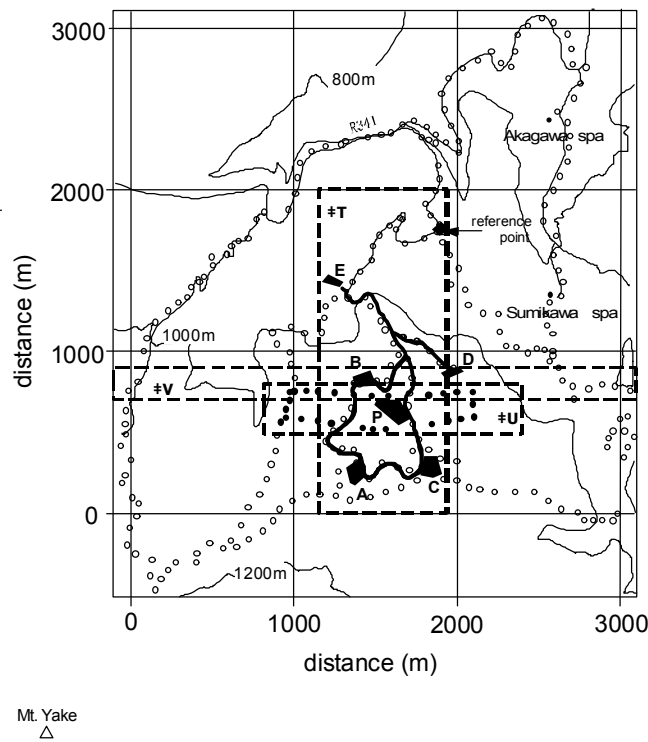 3000
800m
R341
Akagawa spa
2000
‡T
reference
point
E
Sumikawa spa
1000m
distance (m)
1000
B
D
‡V
P
‡U
A
C
0
1200m
0
1000
2000
3000
distance (m)
Mt. Yake